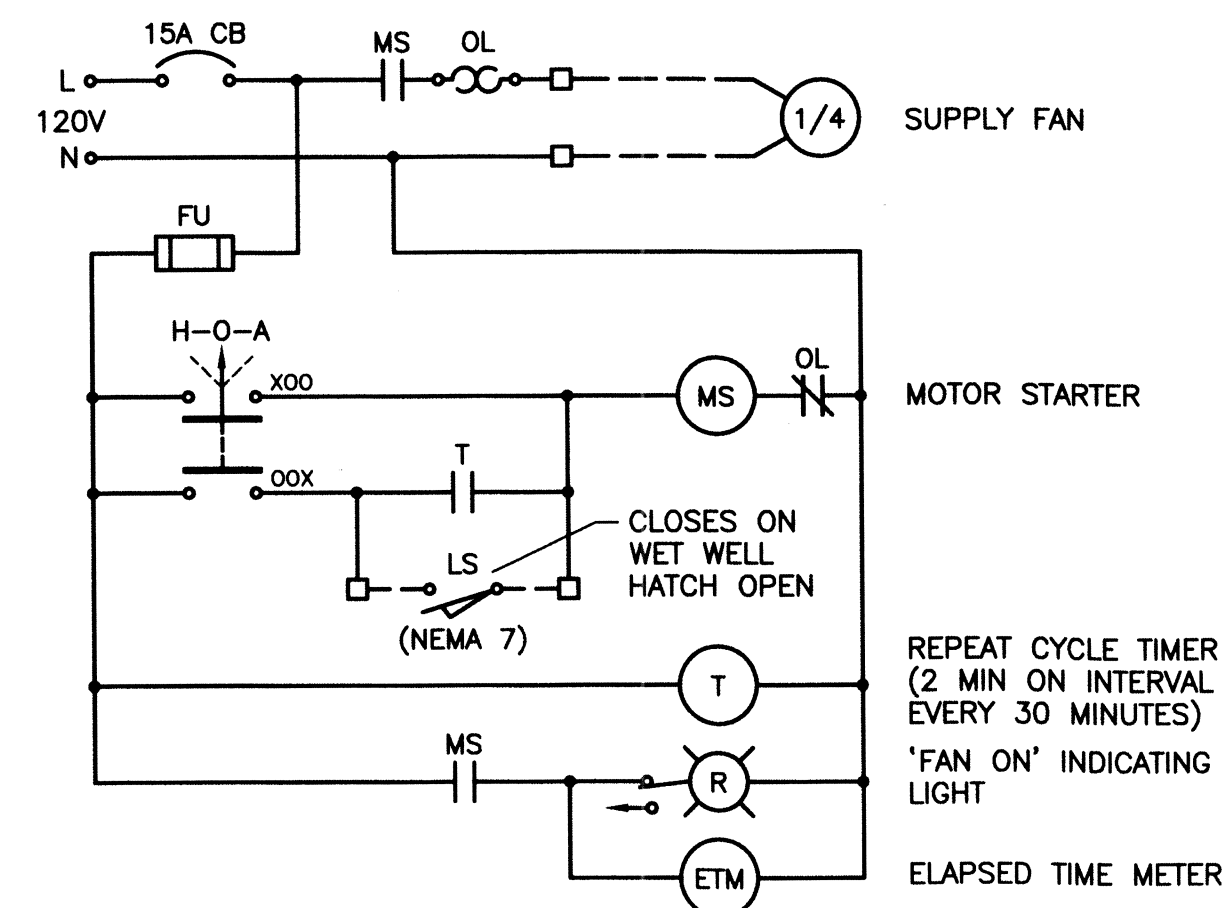 15A CB
MS
OL
L
120V
N
1/4
SUPPLY FAN
FU
H-O-A
XOO
MS
OL
MOTOR STARTER
OOX
T
LS
CLOSES ON
WET WELL
HATCH OPEN
(NEMA 7)
T
REPEAT CYCLE TIMER
(2 MIN ON INTERVAL
EVERY 30 MINUTES)
MS
R
'FAN ON' INDICATING
LIGHT
ETM
ELAPSED TIME METER